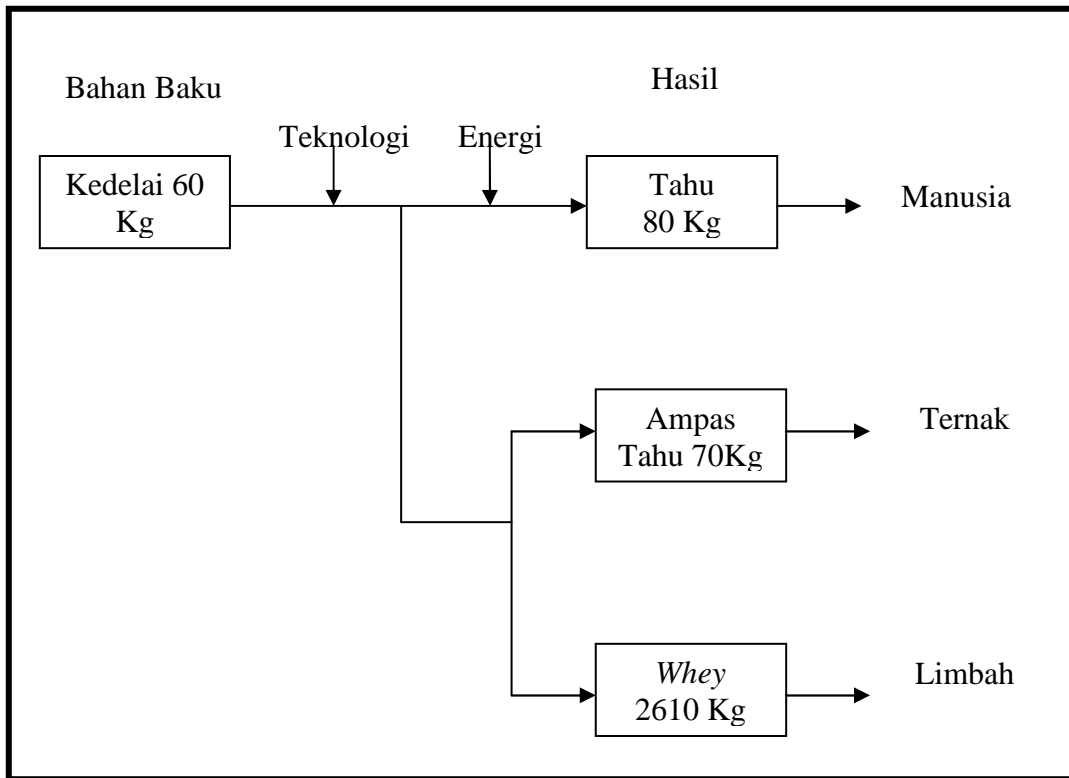 Bahan Baku
Hasil
Teknologi
Energi
Kedelai 60
Kg
Tahu
80 Kg
Manusia
Ampas
Tahu 70Kg
Ternak
Whey
2610 Kg
Limbah